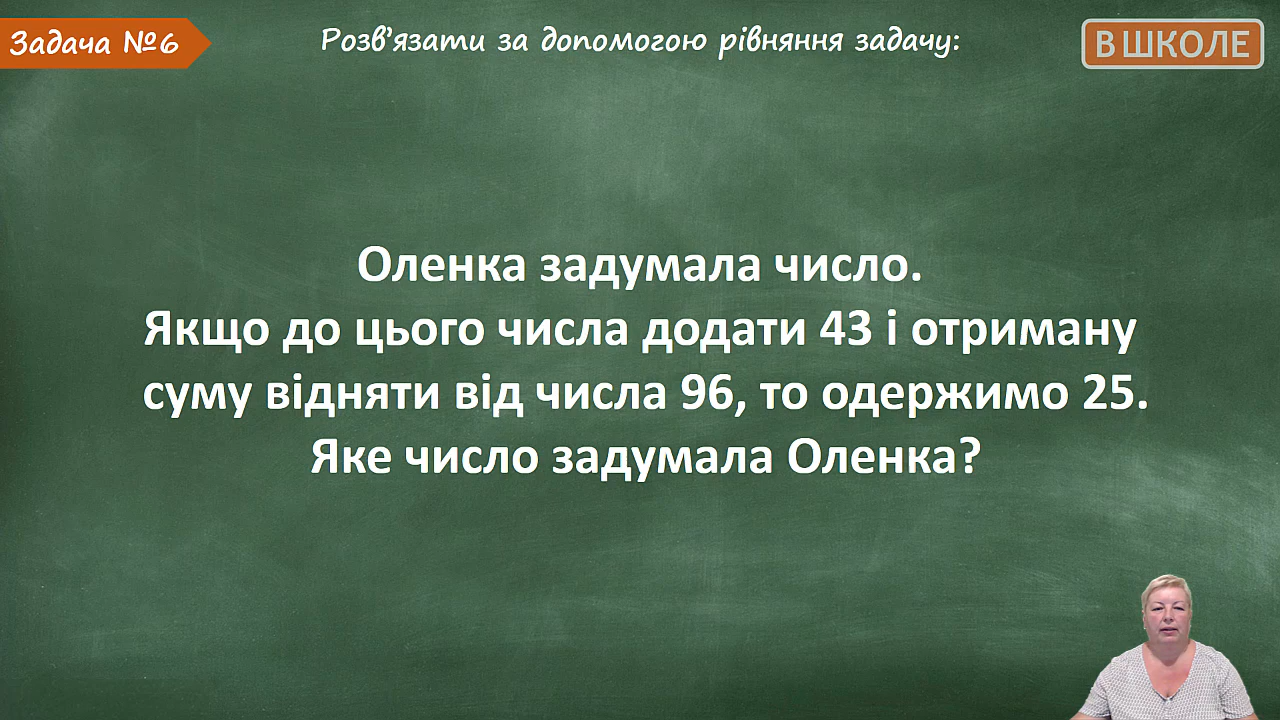 Задача №6
Розв'язати за допомогою рівняння задачу:
В ШКОЛЕ
Оленка задумала число.
Якщо до цього числа додати 43 і отриману
суму відняти від числа 96, то одержимо 25.
Яке число задумала Оленка?